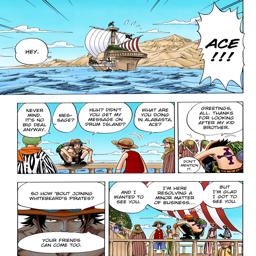 ACE
!!!
HEY.
GREETINGS,
ALL. THANKS
FOR LOOKING
AFTER MY KID
BROTHER.
DON'T
MENTION
IT.
WHAT ARE
YOU DOING
IN ALABASTA,
ACE?
HUH? DIDN'T
YOU GET MY
MESSAGE ON
DRUM ISLAND?
MES-
SAGE?
NEVER
MIND.
IT'S NO
BIG DEAL
ANYWAY.
BUT I'M
GLAD I
GOT TO
SEE YOU.
I'M HERE
RESOLVING A
MINOR MATTER
OF BUSINESS...
AND I
WANTED
TO SEE
YOU.
SO HOW 'BOUT JOINING
WHITEBEARD'S PIRATES?
YOUR FRIENDS
CAN COME TOO.